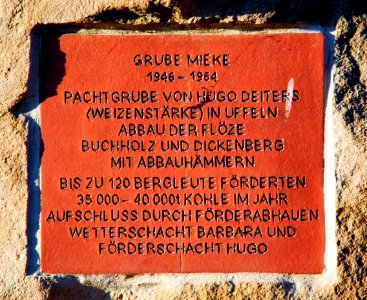 GRUBE MIEKE
1946 – 1964
PACHTGRUBE VON HUGO DEITERS
(WEIZENSTÄRKE) IN UFFELN
ABBAU DER FLÖZE
BUCHHOLZ UND DICKENBERG
MIT ABBAUHÄMMERN
BIS ZU 120 BERGLEUTE FÖRDERTEN
35 000 – 40 000t KOHLE IM JAHR
AUFSCHLUSS DURCH FÖRDERABHAUEN
WETTERSCHACHT BARBARA UND
FÖRDERSCHACHT HUGO